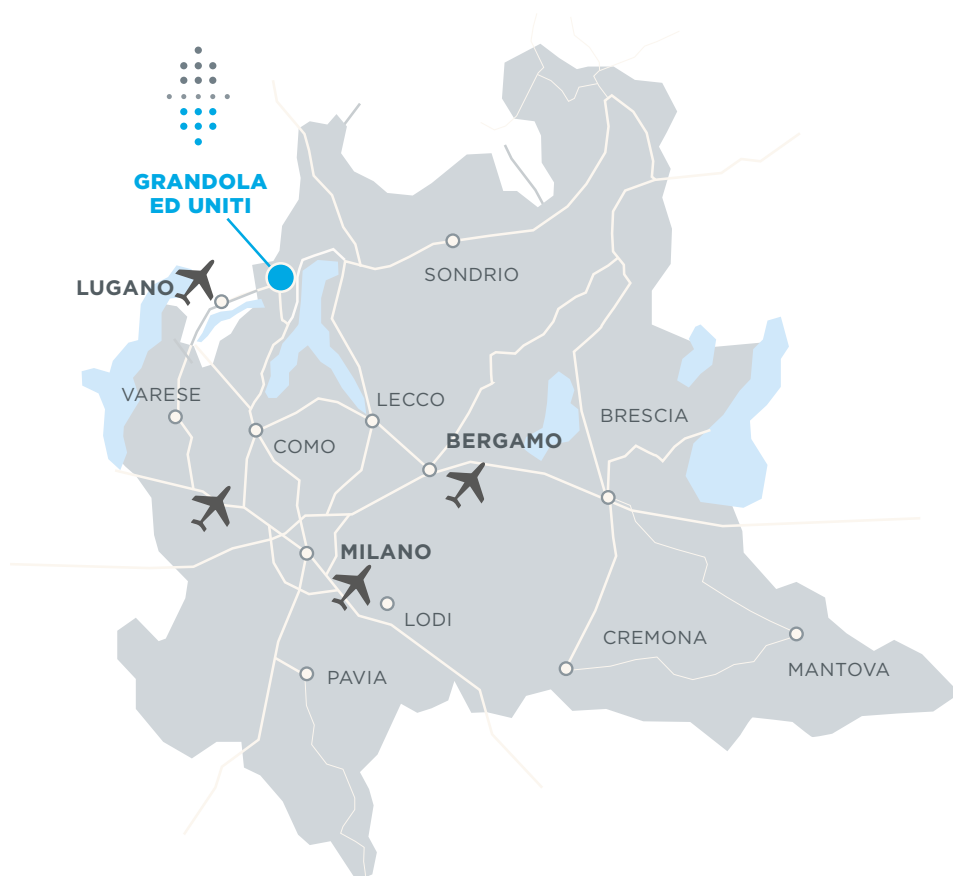 GRANDOLA
ED UNITI
SONDRIO
LUGANO
VARESE
LECCO
BRESCIA
COMO
BERGAMO
MILANO
LODI
CREMONA
PAVIA
MANTOVA